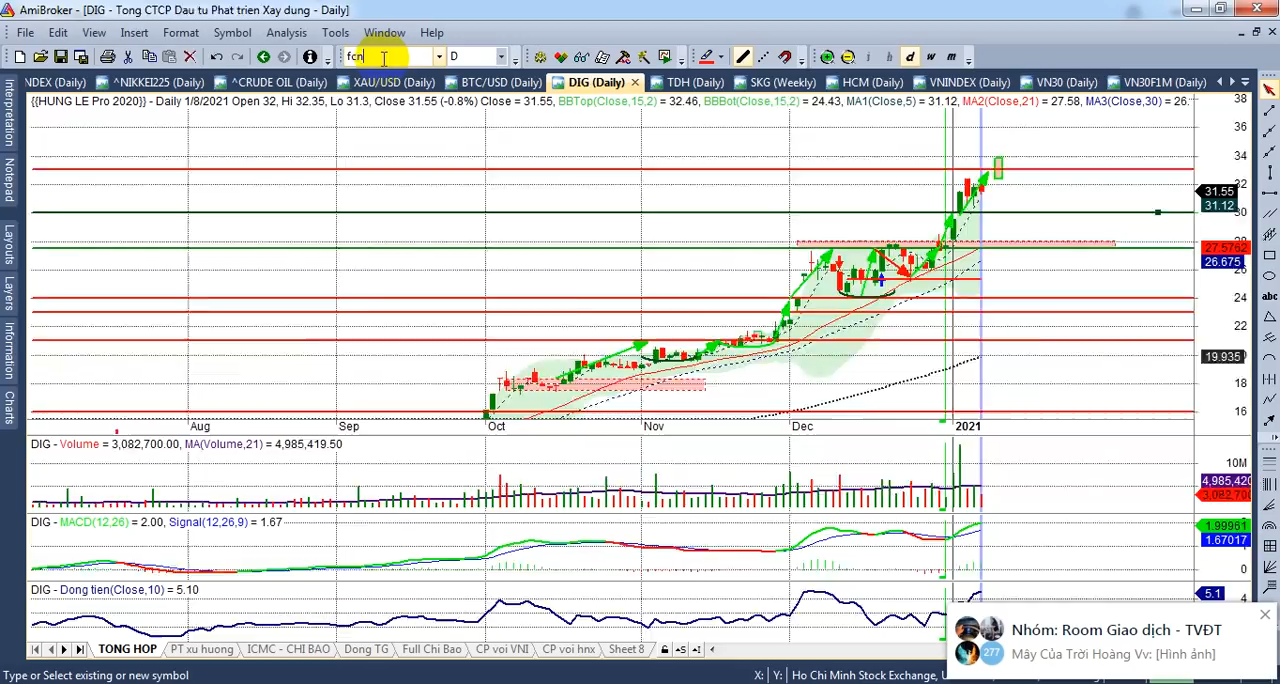 AmiBroker - [DIG - Tong CTCP Dau tu Phat trien Xay dung - Daily]
File Edit View Insert Format Symbol Analysis Tools Window Help
fcn D i h d w m
NDEX (Daily) ^NIKKEI225 (Daily) ^CRUDE OIL (Daily) XAU/USD (Daily) BTC/USD (Daily) DIG (Daily) TDH (Daily) SKG (Weekly) HCM (Daily) VNINDEX (Daily) VN30 (Daily) VN30F1M (Daily)
{{HUNG LE Pro 2020}} - Daily 1/8/2021 Open 32, Hi 32.35, Lo 31.3, Close 31.55 (-0.8%) Close = 31.55, BBTop(Close,15,2) = 32.46, BBBot(Close,15,2) = 24.43, MA1(Close,5) = 31.12, MA2(Close,21) = 27.58, MA3(Close,30) = 26.
Interpretation
Notepad
Layouts
Layers
Information
Charts
38
36
34
32
31.55
31.12
30
28
27.5762
26.675
26
24
22
19.935
18
16
abc
Aug Sep Oct Nov Dec 2021
DIG - Volume = 3,082,700.00, MA(Volume,21) = 4,985,419.50
10M
4,985,420
3,082,700
DIG - MACD(12,26) = 2.00, Signal(12,26,9) = 1.67
1.99961
1.67017
0
DIG - Dong tien(Close,10) = 5.10
5.1
4
Nhóm: Room Giao dịch - TVĐT
Mây Của Trời Hoàng Vv: [Hình ảnh]
277
TONG HOP PT xu huong ICMC - CHI BAO Dong TG Full Chi Bao CP voi VNI CP voi hnx Sheet 8
Type or Select existing or new symbol X: Y: Ho Chi Minh Stock Exchange,